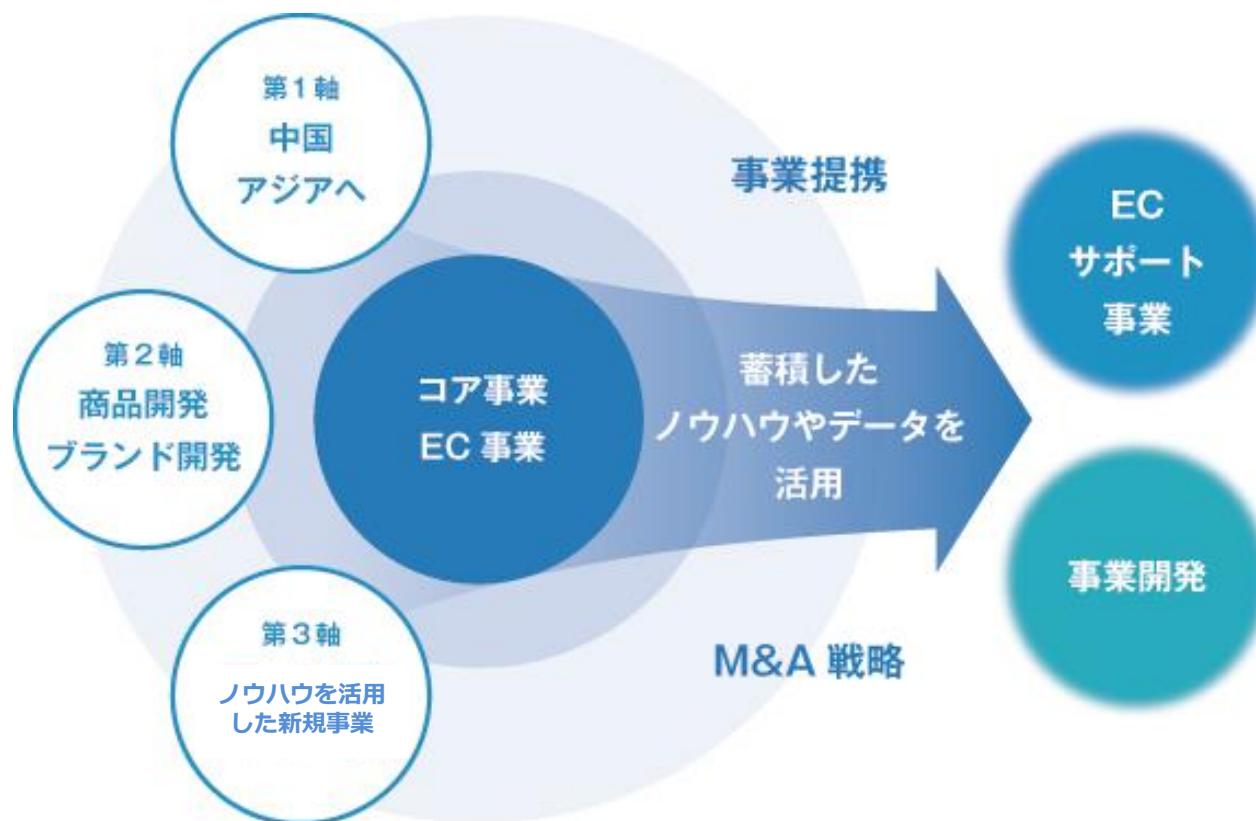 第1軸
中国
アジアへ
第2軸
商品開発
ブランド開発
第3軸
ノウハウを活用
した新規事業
コア事業
EC 事業
事業提携
蓄積した
ノウハウやデータを
活用
M&A 戦略
EC
サポート
事業
事業開発